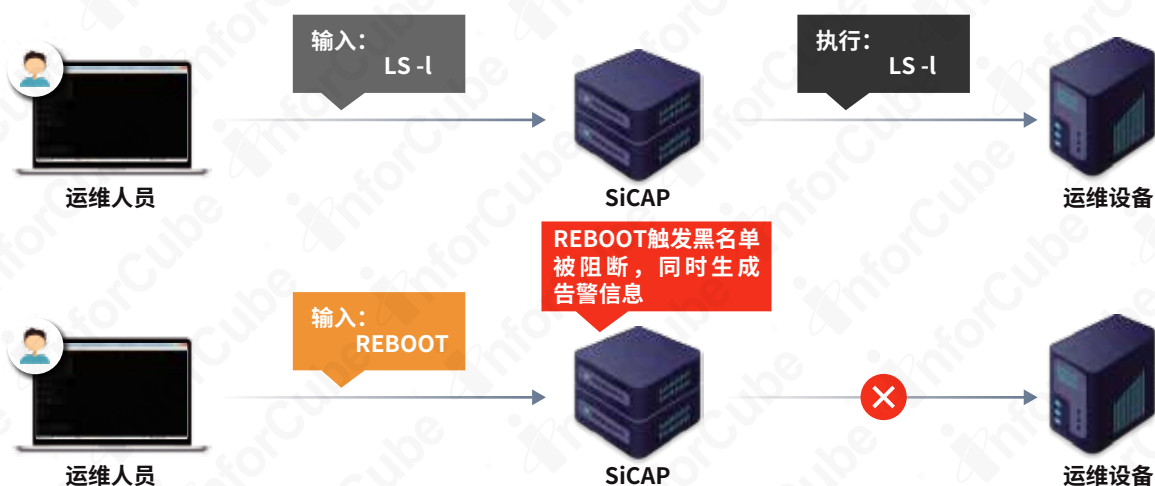 输入：
LS -l
执行：
LS -l
运维人员
SiCAP
运维设备
REBOOT触发黑名单
被阻断，同时生成
告警信息
输入：
REBOOT
运维人员
SiCAP
运维设备
inforCube